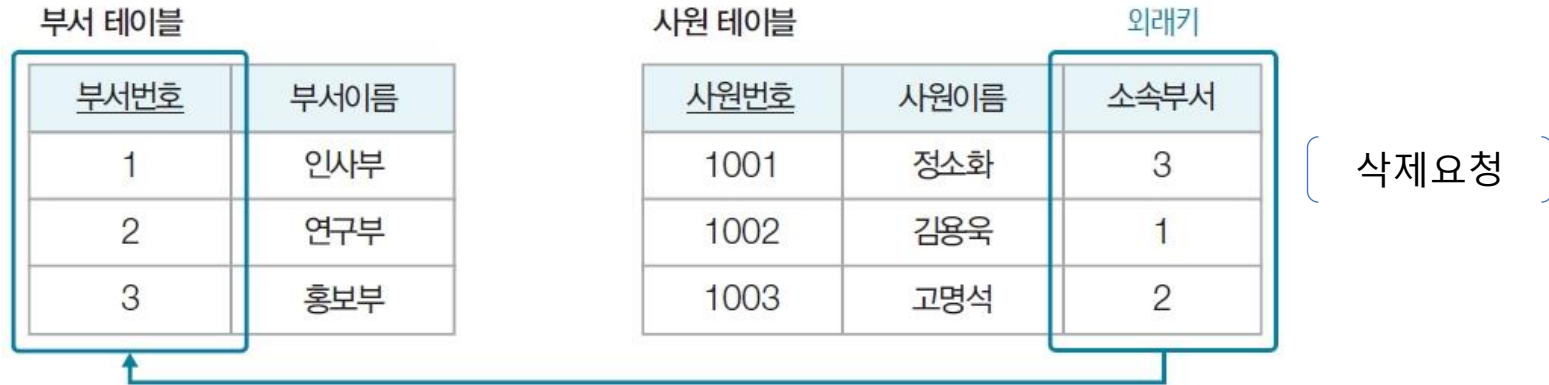 부서 테이블
부서번호 부서이름
1 인사부
2 연구부
3 홍보부
사원 테이블 외래키
사원번호 사원이름 소속부서
1001 정소화 3
1002 김용욱 1
1003 고명석 2
삭제요청